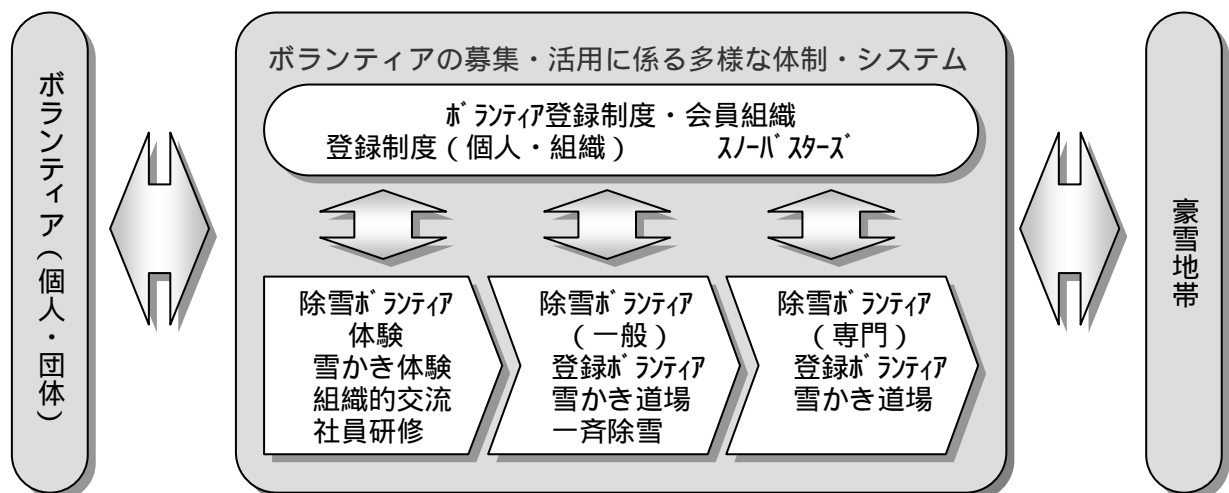 ボランティア(個人・団体)
ボランティアの募集・活用に係る多様な体制・システム
ボランティア登録制度・会員組織
登録制度(個人・組織) スノーバスターズ
除雪ボランティア
体験
雪かき体験
組織的交流
社員研修
除雪ボランティア
(一般)
登録ボランティア
雪かき道場
一斉除雪
除雪ボランティア
(専門)
登録ボランティア
雪かき道場
豪雪地帯